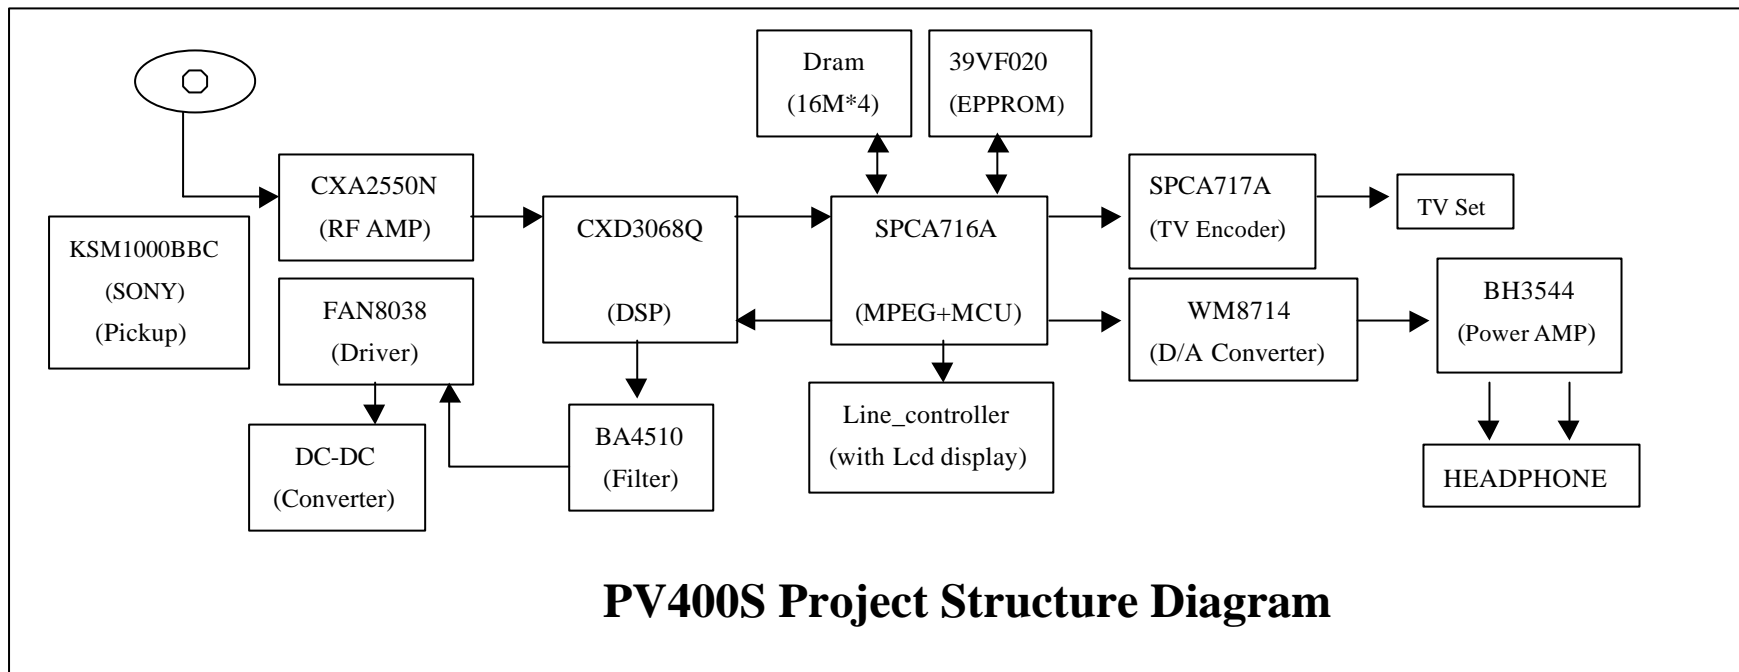 Dram
(16M*4)
39VF020
(EPPROM)
CXA2550N
(RF AMP)
CXD3068Q
(DSP)
SPCA716A
(MPEG+MCU)
SPCA717A
(TV Encoder)
TV Set
KSM1000BBC
(SONY)
(Pickup)
FAN8038
(Driver)
WM8714
(D/A Converter)
BH3544
(Power AMP)
DC-DC
(Converter)
BA4510
(Filter)
Line_controller
(with Lcd display)
HEADPHONE
PV400S Project Structure Diagram